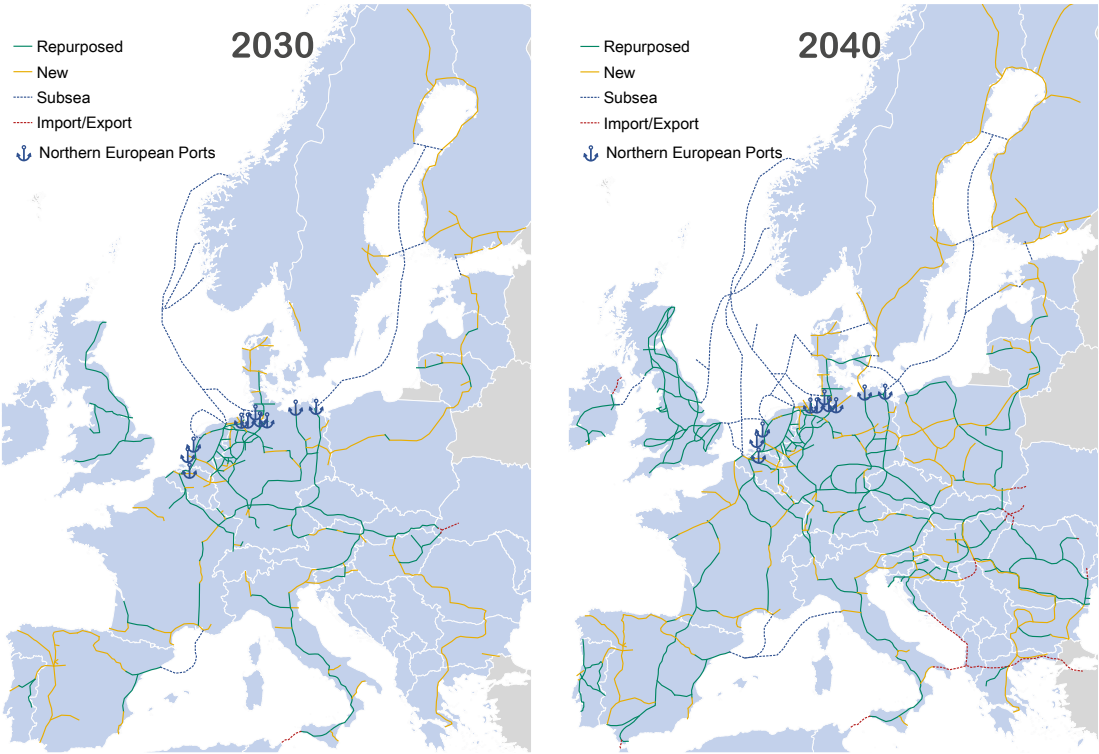 2030
Repurposed
New
Subsea
Import/Export
Northern European Ports
2040
Repurposed
New
Subsea
Import/Export
Northern European Ports